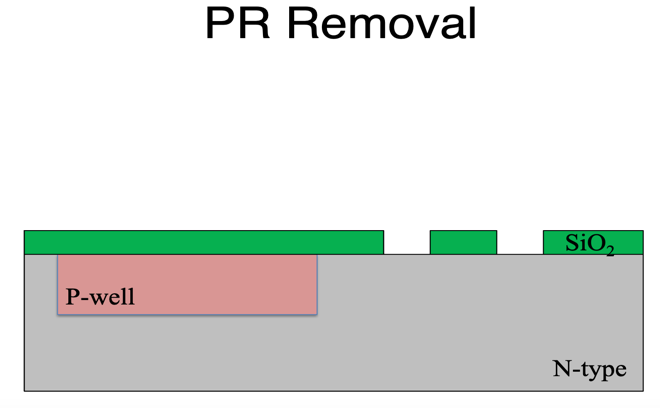 PR Removal
SiO₂
P-well
N-type